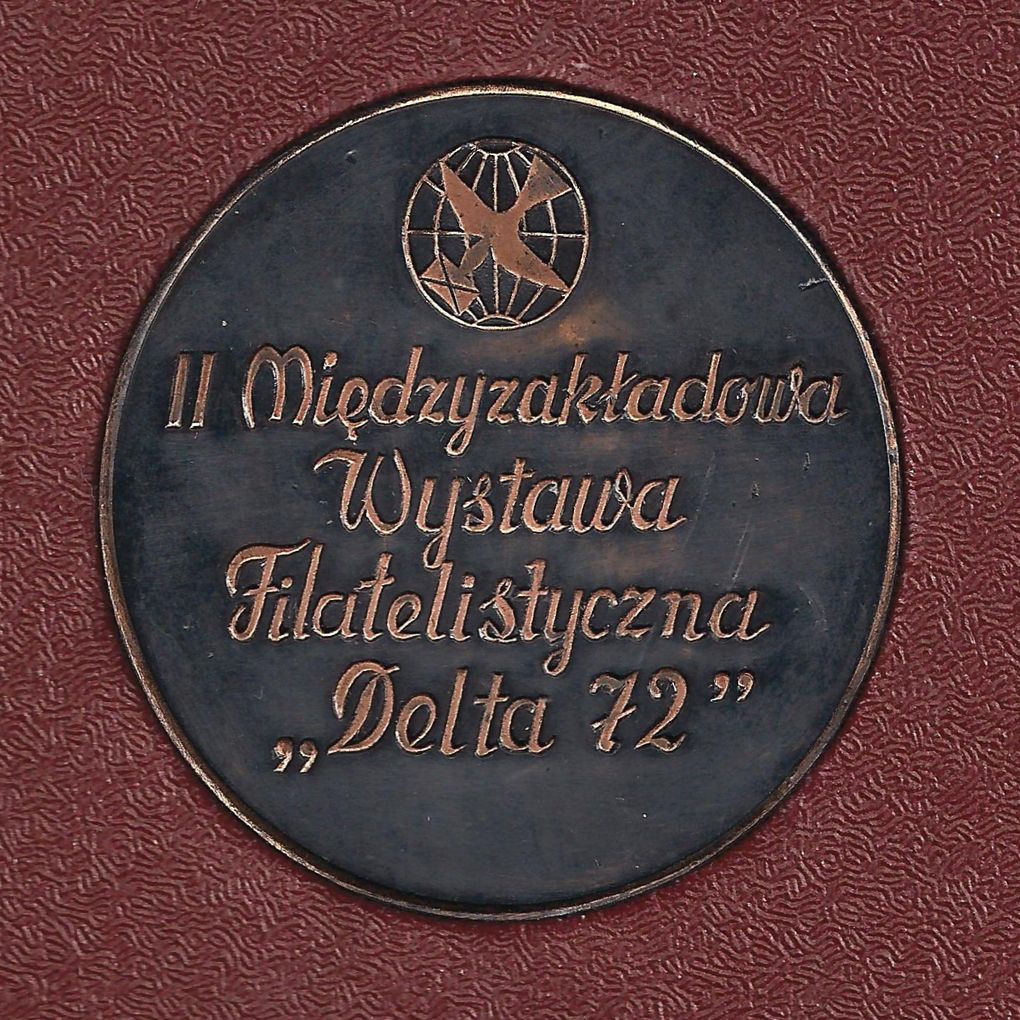 II Międzyzakładowa
Wystawa
Filatelistyczna
„Delta 72”